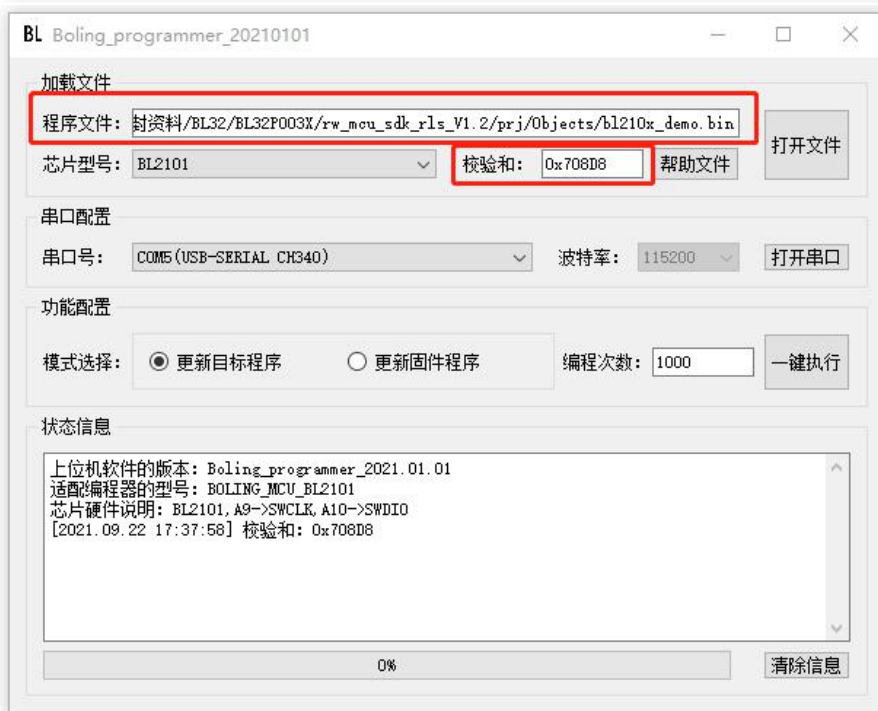 BL Boling_programmer_20210101
加载文件
程序文件: 封资料/BL32/BL32P003X/rw_mcu_sdk_rls_V1.2/prj/Objects/bl210x_demo.bin
打开文件
芯片型号: BL2101 校验和: 0x708D8 帮助文件
串口配置
串口号: COM5(USB-SERIAL CH340) 波特率: 115200 打开串口
功能配置
模式选择: 更新目标程序 更新固件程序 编程次数: 1000 一键执行
状态信息
上位机软件的版本: Boling_programmer_2021.01.01
适配编程器的型号: BOLING_MCU_BL2101
芯片硬件说明: BL2101,A9->SWCLK,A10->SWDIO
[2021.09.22 17:37:58] 校验和: 0x708D8
0% 清除信息